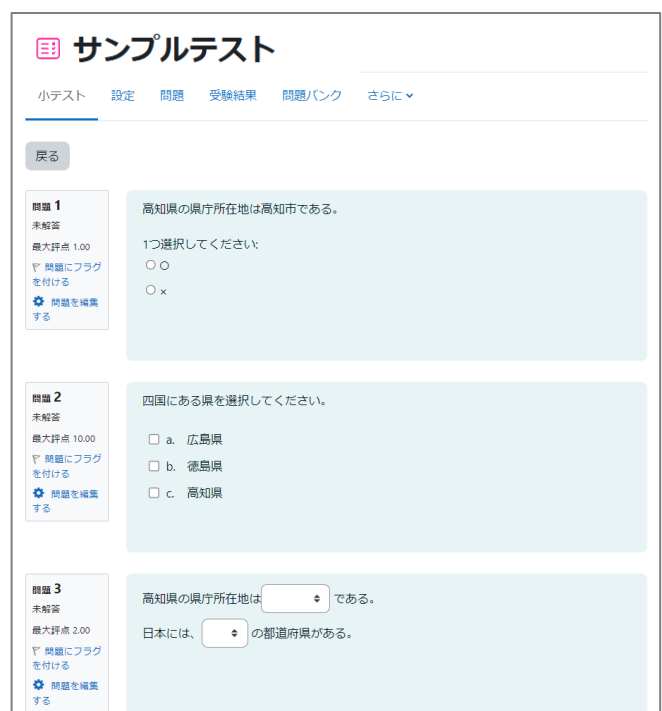 サンプルテスト
小テスト 設定 問題 受験結果 問題バンク さらに
戻る
問題 1
未解答
最大評点 1.00
問題にフラグ
を付ける
問題を編集
する
高知県の県庁所在地は高知市である。
1つ選択してください:
○
×
問題 2
未解答
最大評点 10.00
問題にフラグ
を付ける
問題を編集
する
四国にある県を選択してください。
a. 広島県
b. 徳島県
c. 高知県
問題 3
未解答
最大評点 2.00
問題にフラグ
を付ける
問題を編集
する
高知県の県庁所在地は である。
日本には、 の都道府県がある。